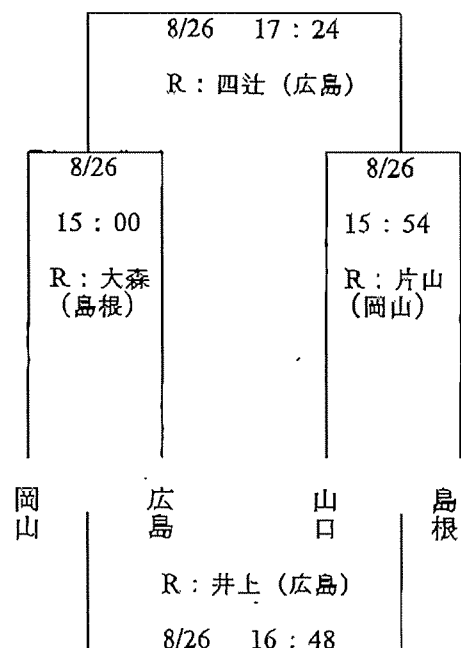 8/26 17:24
R:四辻(広島)
8/26 8/26
15:00 15:54
R:大森 R:片山
(島根) (岡山)
岡山 広島 山口 島根
R:井上(広島)
8/26 16:48